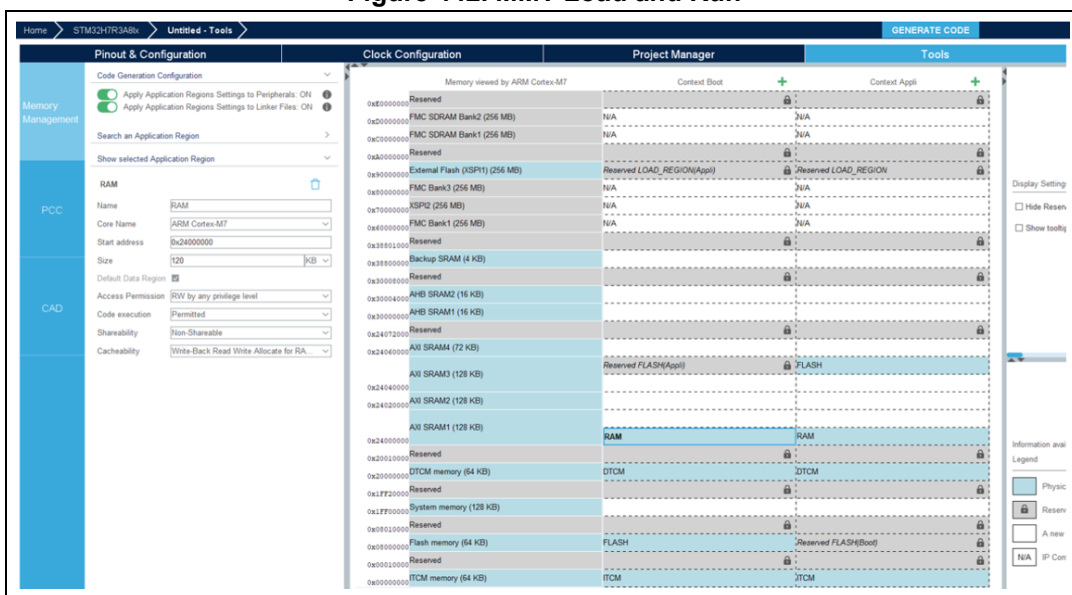 Home STM32H7R3A8Ix Untitled - Tools GENERATE CODE
Pinout & Configuration Clock Configuration Project Manager Tools
Memory Management
PCC
CAD
Code Generation Configuration
Apply Application Regions Settings to Peripherals: ON
Apply Application Regions Settings to Linker Files: ON
Search an Application Region
Show selected Application Region
RAM
Name RAM
Core Name ARM Cortex-M7
Start address 0x24000000
Size 120 KB
Default Data Region
Access Permission RW by any privilege level
Code execution Permitted
Shareability Non-Shareable
Cacheability Write-Back Read Write Allocate for RA...
Memory viewed by ARM Cortex-M7 Context Boot Context Appli
0xE0000000 Reserved
0xD0000000 FMC SDRAM Bank2 (256 MB) N/A N/A
0xC0000000 FMC SDRAM Bank1 (256 MB) N/A N/A
0xA0000000 Reserved
0x90000000 External Flash (XSPI1) (256 MB) Reserved LOAD_REGION(Appli) Reserved LOAD_REGION
0x80000000 FMC Bank3 (256 MB) N/A N/A
0x70000000 XSPI2 (256 MB) N/A N/A
0x60000000 FMC Bank1 (256 MB) N/A N/A
0x38801000 Reserved
0x38800000 Backup SRAM (4 KB)
0x30008000 Reserved
0x30004000 AHB SRAM2 (16 KB)
0x30000000 AHB SRAM1 (16 KB)
0x24072000 Reserved
0x24060000 AXI SRAM4 (72 KB)
0x24040000 AXI SRAM3 (128 KB) Reserved FLASH(Appli) FLASH
0x24020000 AXI SRAM2 (128 KB)
0x24000000 AXI SRAM1 (128 KB) RAM RAM
0x20010000 Reserved
0x20000000 DTCM memory (64 KB) DTCM DTCM
0x1FF20000 Reserved
0x1FF00000 System memory (128 KB)
0x08010000 Reserved
0x08000000 Flash memory (64 KB) FLASH Reserved FLASH(Boot)
0x00010000 Reserved
0x00000000 ITCM memory (64 KB) ITCM ITCM
Display Setting
Hide Reser
Show tooltip
Information avai
Legend
Physic
Reserv
A new
N/A IP Con